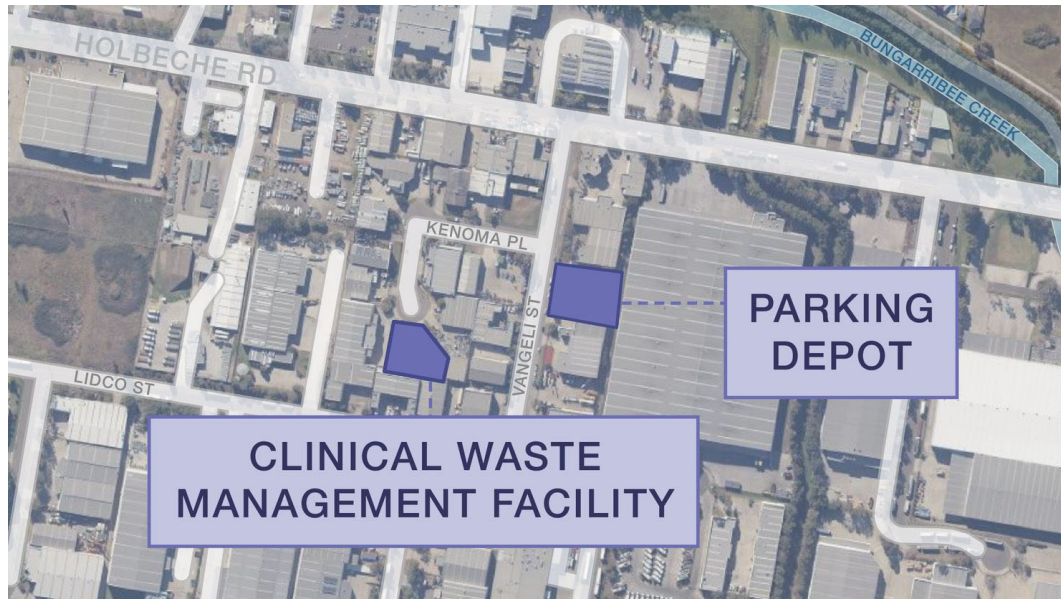 HOLBECHE RD
BUNGARRIBEE CREEK
KENOMA PL
VANGELI ST
LIDCO ST
PARKING
DEPOT
CLINICAL WASTE
MANAGEMENT FACILITY